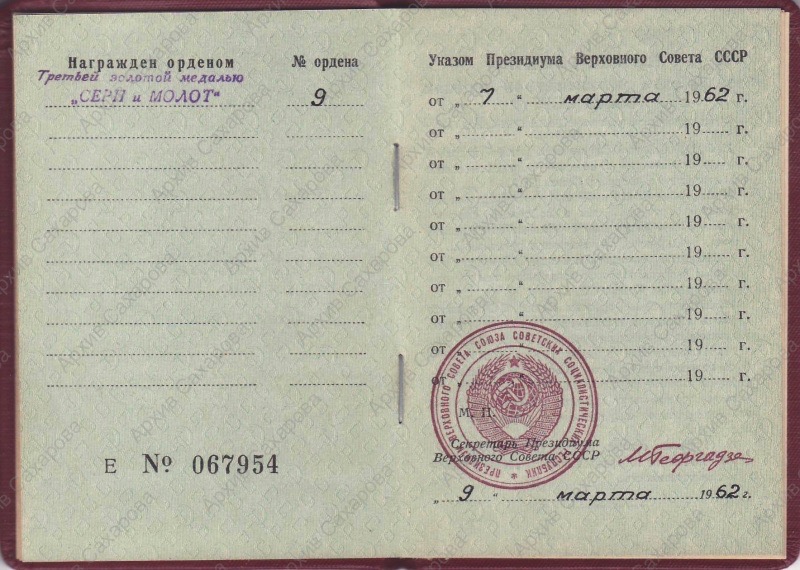 Награжден орденом
№ ордена
Третьей золотой медалью
„СЕРП и МОЛОТ“
9
Е № 067954
Указом Президиума Верховного Совета СССР
от „ 7 “ марта 1962 г.
от „ “ 19 г.
от „ “ 19 г.
от „ “ 19 г.
от „ “ 19 г.
от „ “ 19 г.
от „ “ 19 г.
от „ “ 19 г.
от „ “ 19 г.
от „ “ 19 г.
М. П.
Секретарь Президиума
Верховного Совета СССР
МГеоргадзе
„ 9 “ марта 1962 г.
ПРЕЗИДИУМ ВЕРХОВНОГО СОВЕТА СОЮЗА СОВЕТСКИХ СОЦИАЛИСТИЧЕСКИХ РЕСПУБЛИК
Архив Сахарова